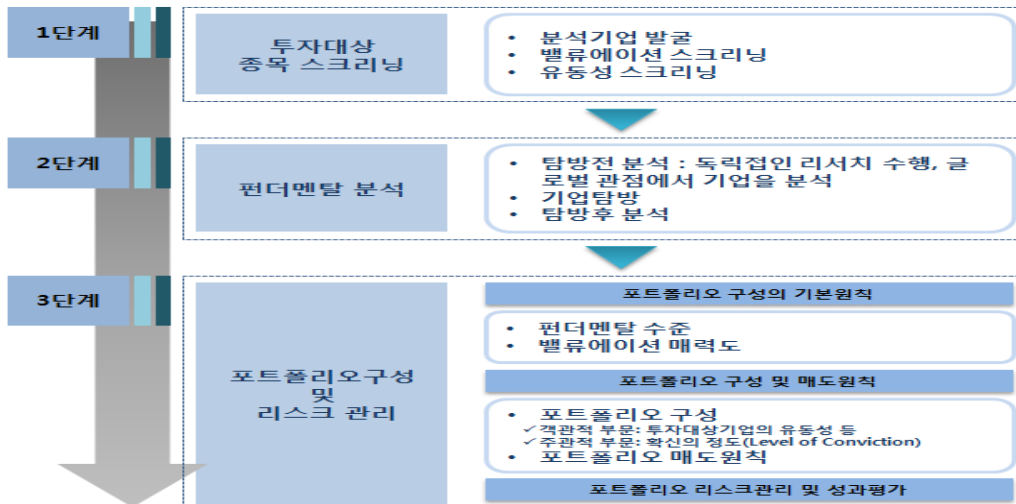 1단계
투자대상
종목 스크리닝
• 분석기업 발굴
• 밸류에이션 스크리닝
• 유동성 스크리닝
2단계
펀더멘탈 분석
• 탐방전 분석 : 독립접인 리서치 수행, 글
로벌 관점에서 기업을 분석
• 기업탐방
• 탐방후 분석
3단계
포트폴리오구성
및
리스크 관리
포트폴리오 구성의 기본원칙
• 펀더멘탈 수준
• 밸류에이션 매력도
포트폴리오 구성 및 매도원칙
• 포트폴리오 구성
✓객관적 부문: 투자대상기업의 유동성 등
✓주관적 부문: 확신의 정도(Level of Conviction)
• 포트폴리오 매도원칙
포트폴리오 리스크관리 및 성과평가